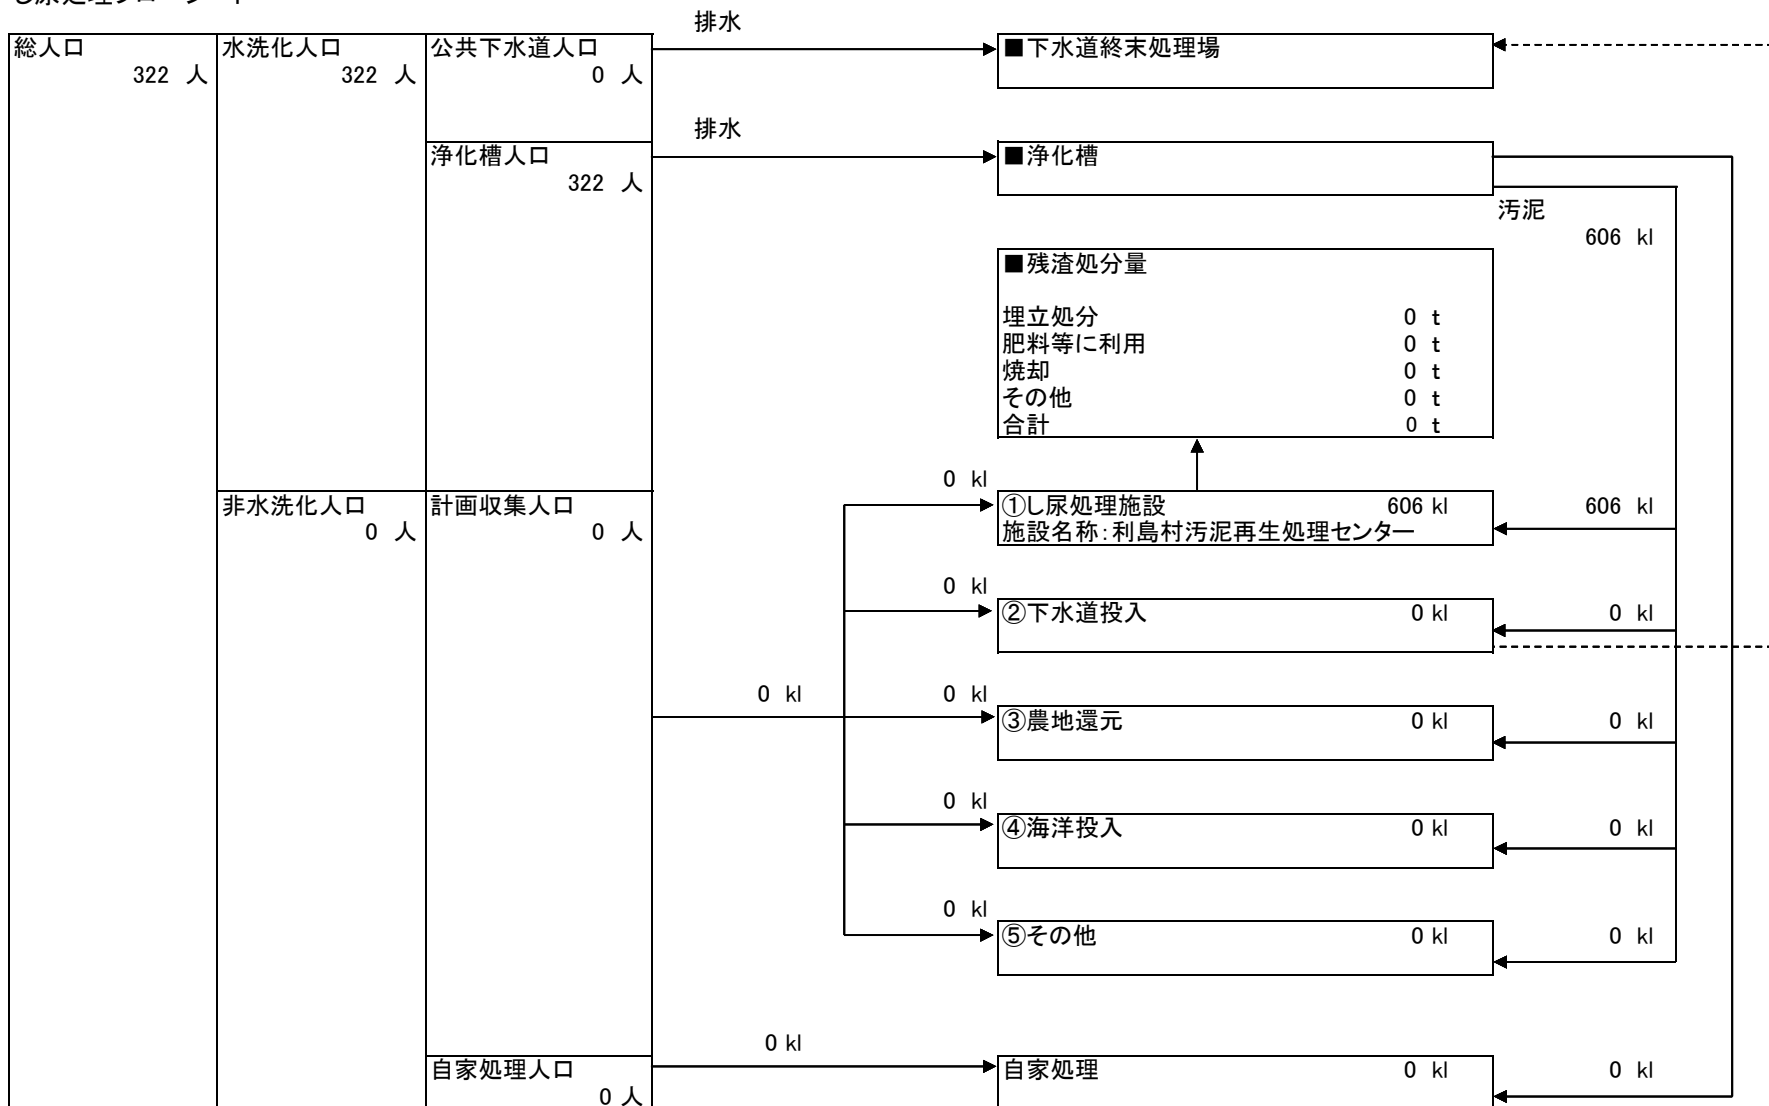 排水
総人口 水洗化人口 公共下水道人口 ■下水道終末処理場
322 人 322 人 0 人
排水
浄化槽人口 ■浄化槽
322 人
汚泥
606 kl
■残渣処分量
埋立処分 0 t
肥料等に利用 0 t
焼却 0 t
その他 0 t
合計 0 t
0 kl
非水洗化人口 計画収集人口 ①し尿処理施設 606 kl 606 kl
0 人 0 人 施設名称:利島村汚泥再生処理センター
0 kl
②下水道投入 0 kl 0 kl
0 kl 0 kl
③農地還元 0 kl 0 kl
0 kl
④海洋投入 0 kl 0 kl
0 kl
⑤その他 0 kl 0 kl
0 kl
自家処理人口 自家処理 0 kl 0 kl
0 人